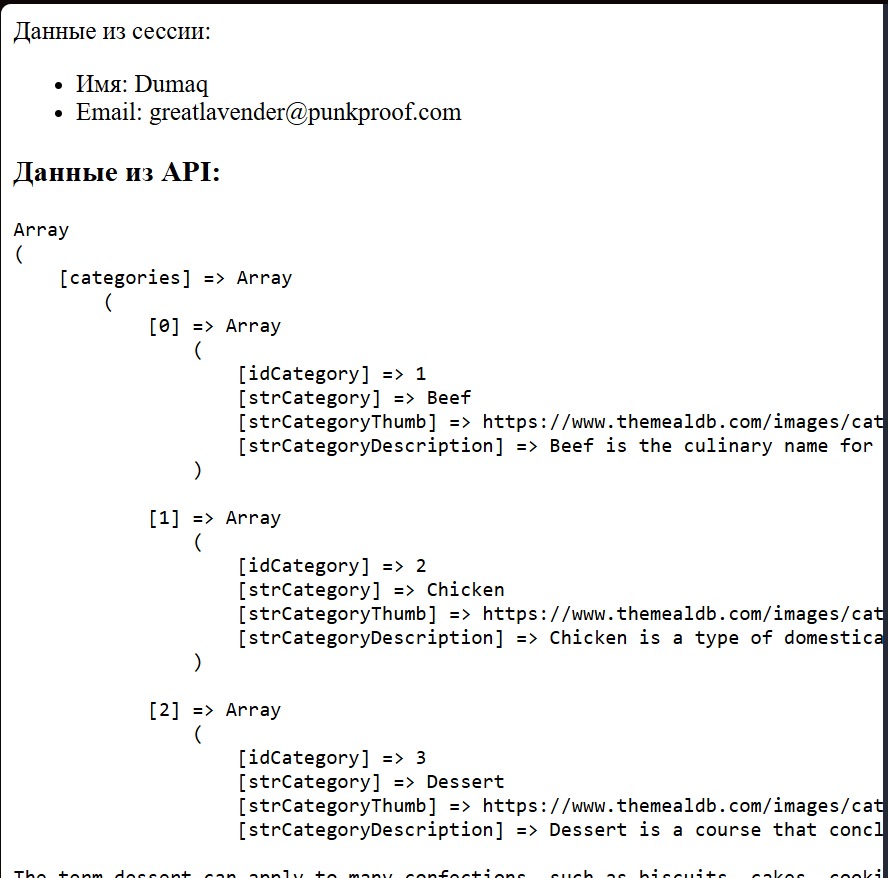 Данные из сессии:
Имя: Dumaq
Email: greatlavender@punkproof.com
Данные из API:
Array
(
    [categories] => Array
        (
            [0] => Array
                (
                    [idCategory] => 1
                    [strCategory] => Beef
                    [strCategoryThumb] => https://www.themealdb.com/images/cat
                    [strCategoryDescription] => Beef is the culinary name for
                )
            [1] => Array
                (
                    [idCategory] => 2
                    [strCategory] => Chicken
                    [strCategoryThumb] => https://www.themealdb.com/images/cat
                    [strCategoryDescription] => Chicken is a type of domestica
                )
            [2] => Array
                (
                    [idCategory] => 3
                    [strCategory] => Dessert
                    [strCategoryThumb] => https://www.themealdb.com/images/cat
                    [strCategoryDescription] => Dessert is a course that concl
The term dessert can apply to many confections, such as biscuits, cakes, cooki